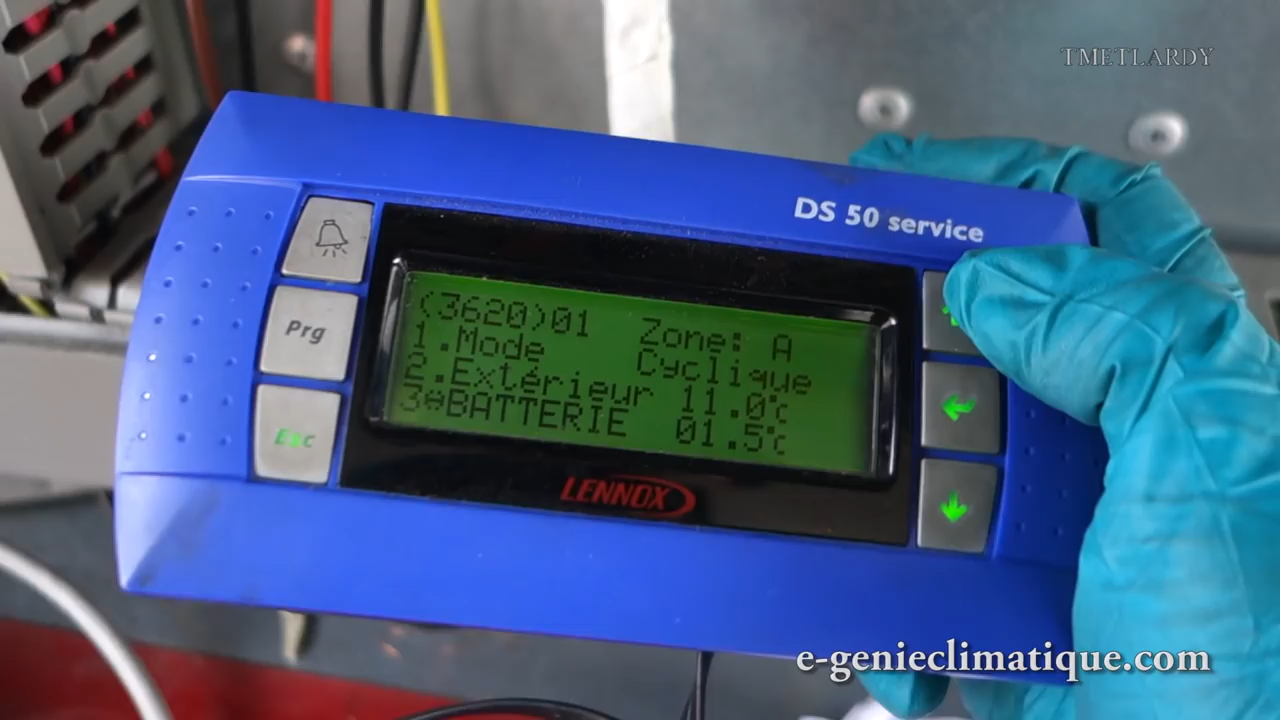 TMETLARDY
DS 50 service
Prg
Esc
(3620)01 Zone: A
1.Mode Cyclique
2.Extérieur 11.0°c
3⊖BATTERIE 01.5°c
LENNOX
e-genieclimatique.com